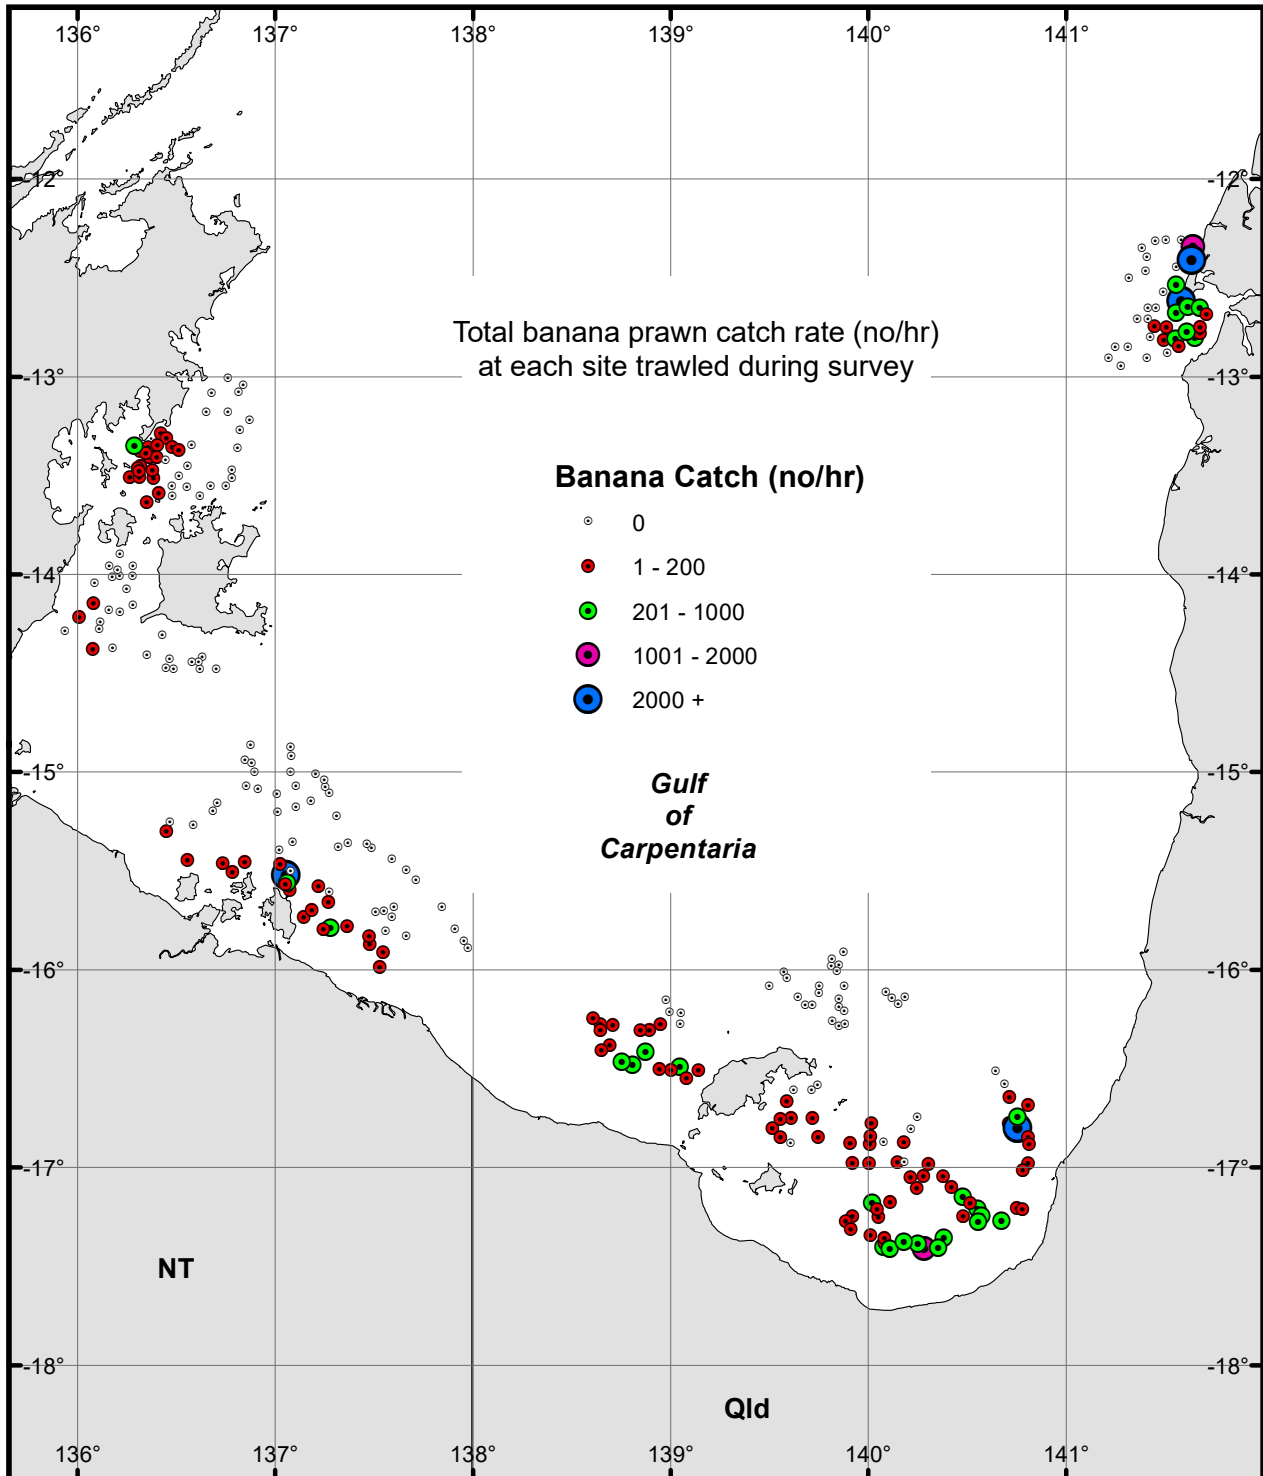 136° 137° 138° 139° 140° 141°
-12° -12°
Total banana prawn catch rate (no/hr)
at each site trawled during survey
-13° -13°
Banana Catch (no/hr)
0
1 - 200
-14° -14°
201 - 1000
1001 - 2000
2000 +
-15° -15°
Gulf
of
Carpentaria
-16° -16°
-17° -17°
NT
-18° -18°
Qld
136° 137° 138° 139° 140° 141°